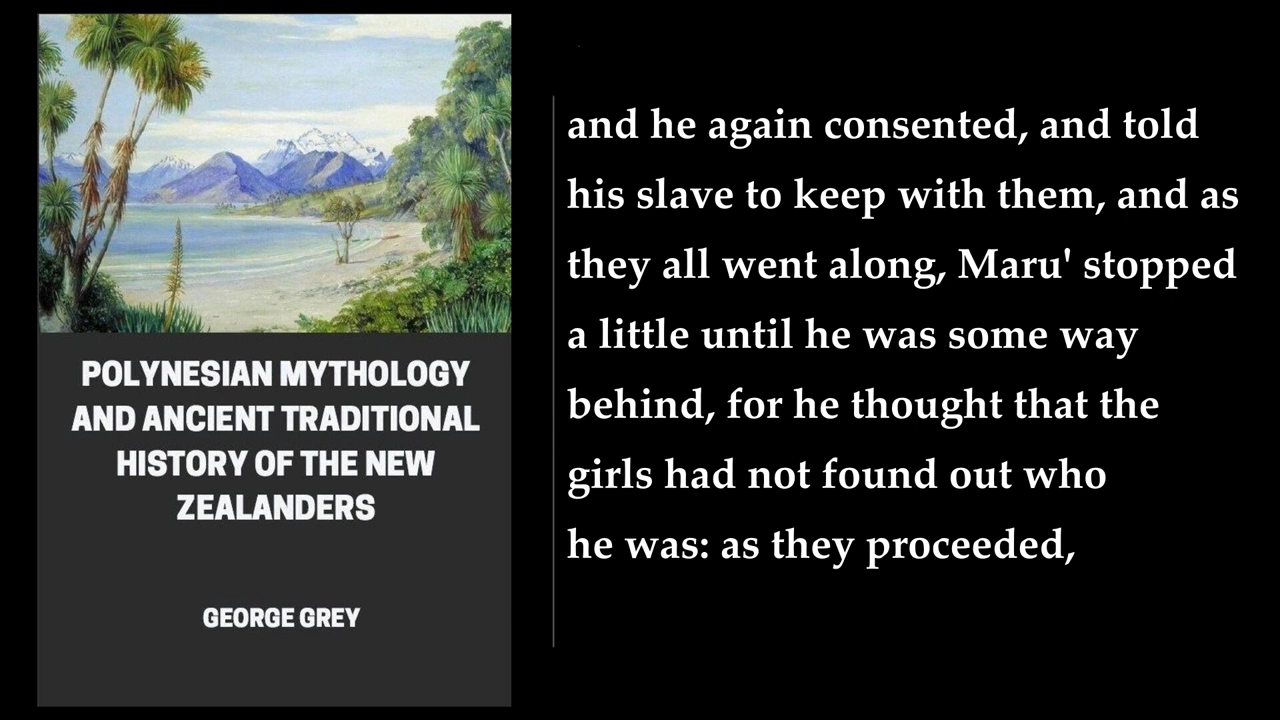 POLYNESIAN MYTHOLOGY
AND ANCIENT TRADITIONAL
HISTORY OF THE NEW
ZEALANDERS
GEORGE GREY
and he again consented, and told
his slave to keep with them, and as
they all went along, Maru' stopped
a little until he was some way
behind, for he thought that the
girls had not found out who
he was: as they proceeded,